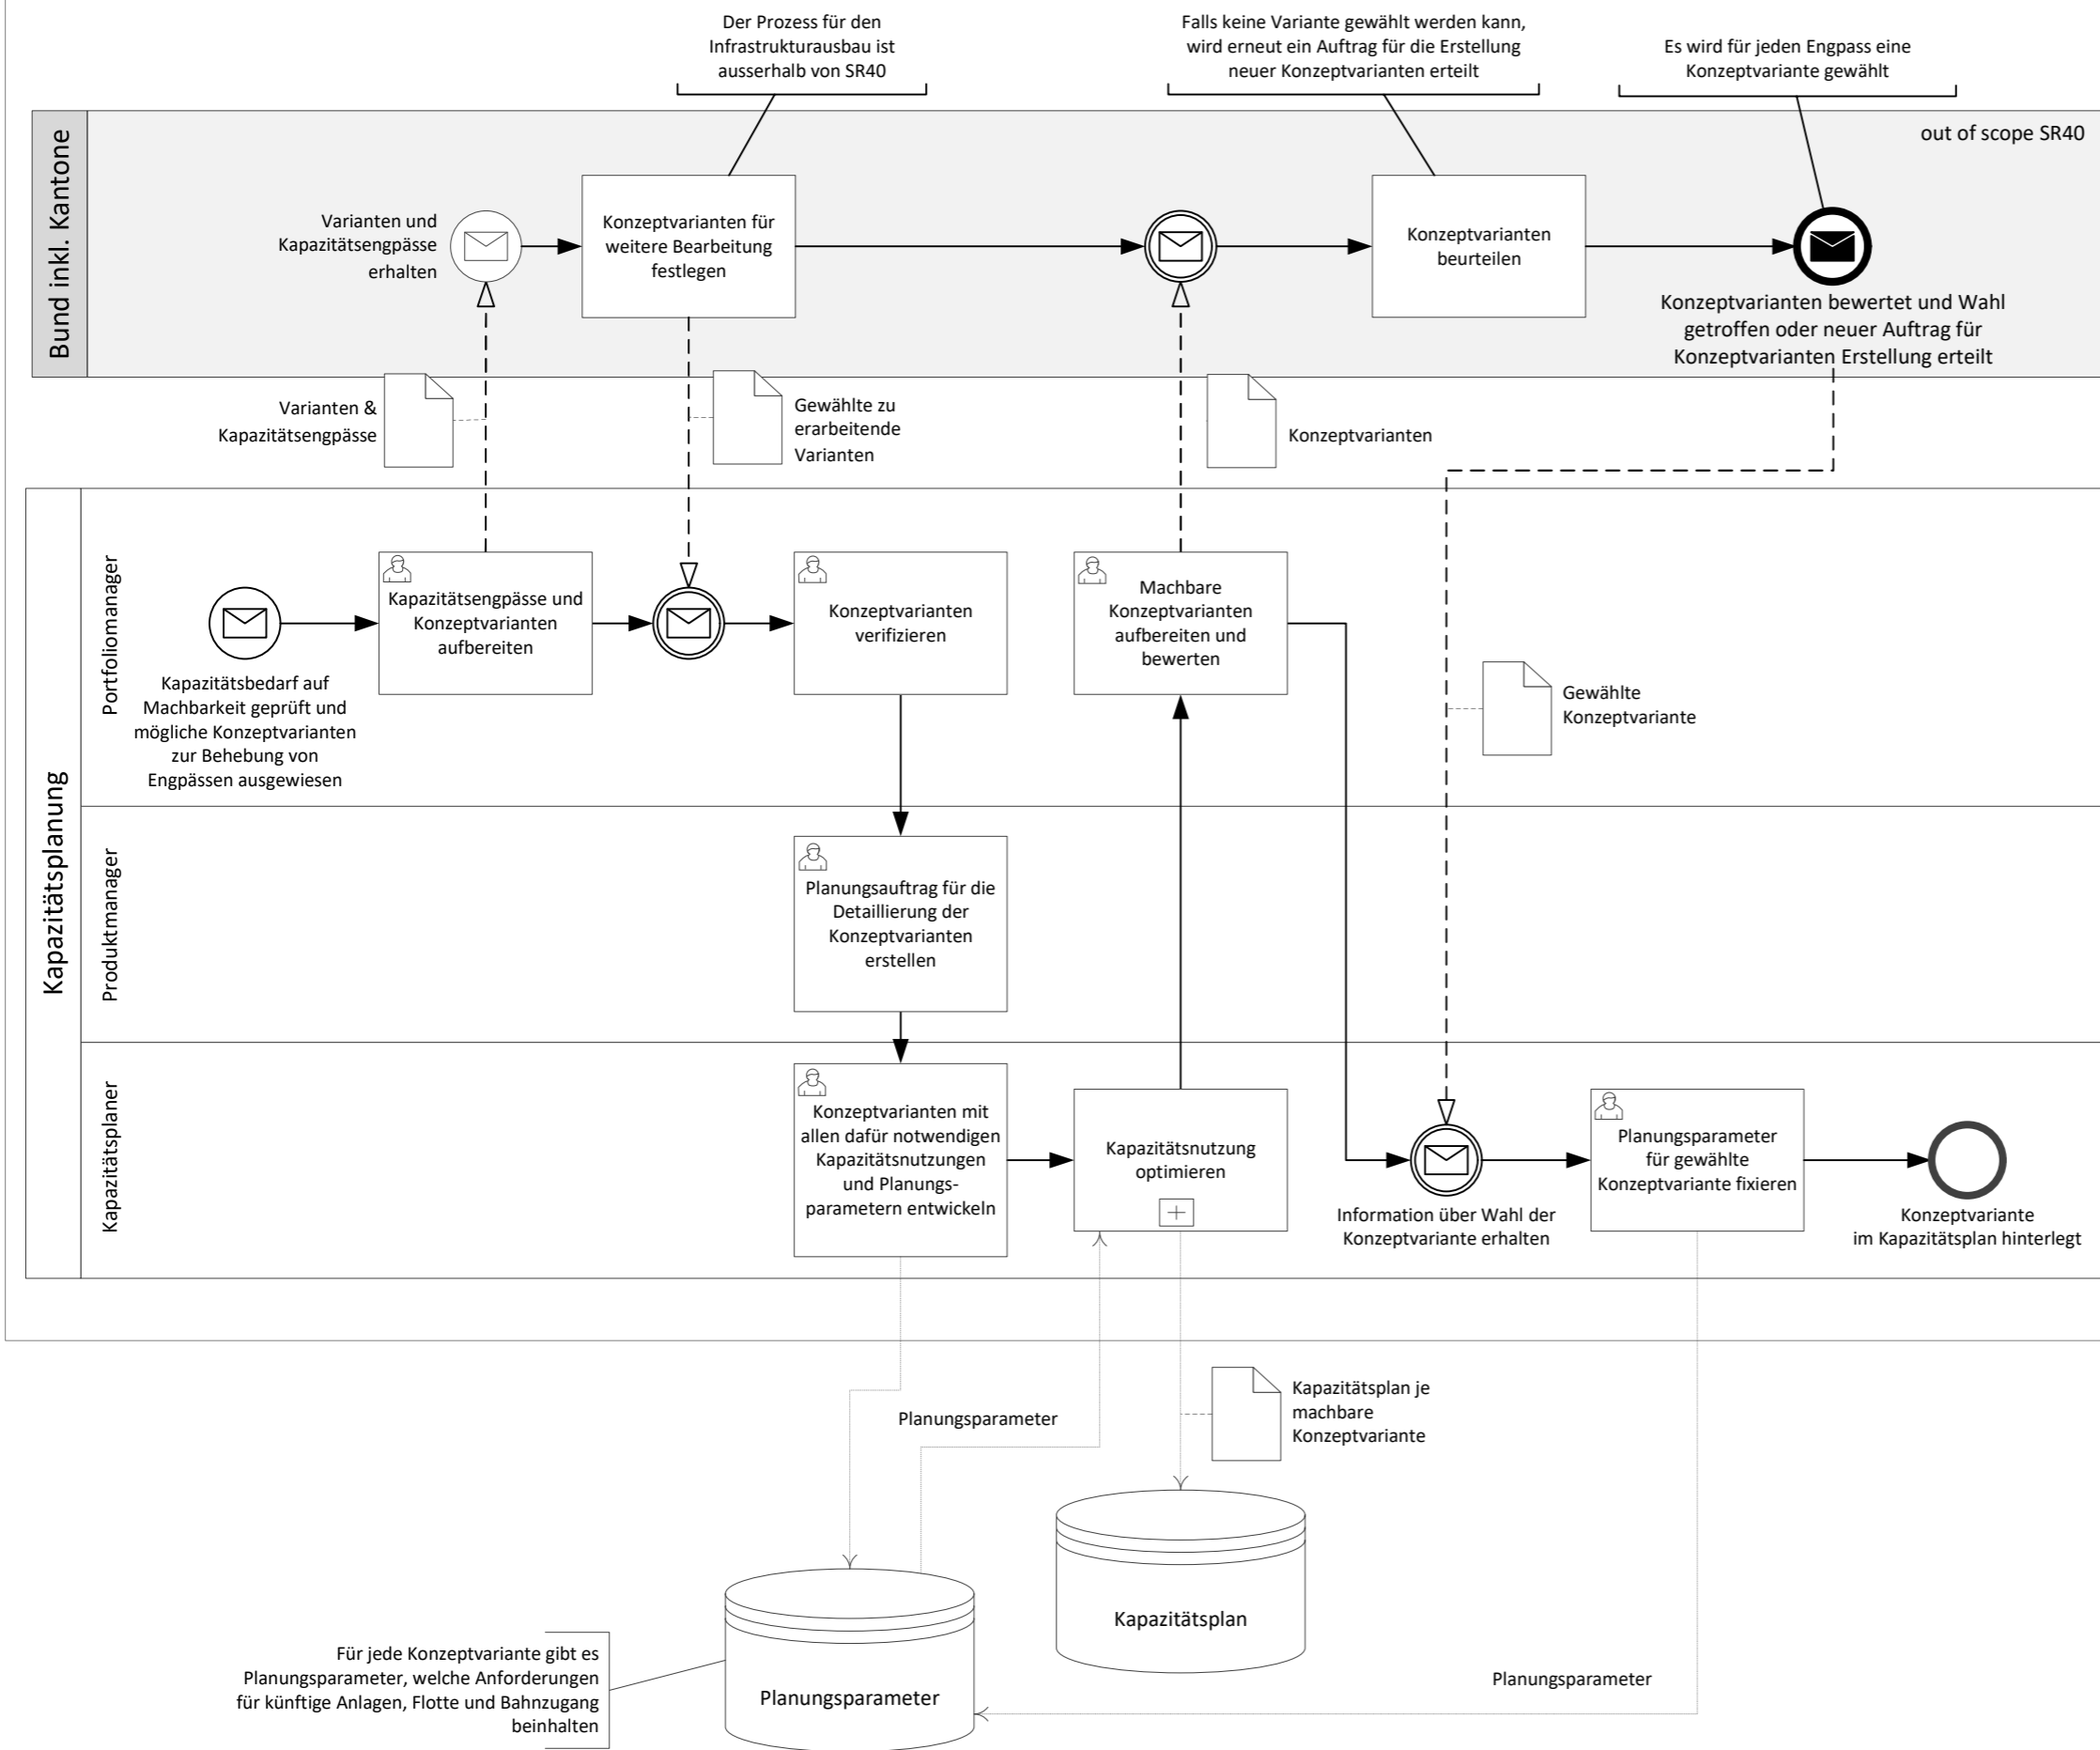 Der Prozess für den
Infrastrukturausbau ist
ausserhalb von SR40
Falls keine Variante gewählt werden kann,
wird erneut ein Auftrag für die Erstellung
neuer Konzeptvarianten erteilt
Es wird für jeden Engpass eine
Konzeptvariante gewählt
Bund inkl. Kantone
out of scope SR40
Varianten und
Kapazitätsengpässe
erhalten
Konzeptvarianten für
weitere Bearbeitung
festlegen
Konzeptvarianten
beurteilen
Konzeptvarianten bewertet und Wahl
getroffen oder neuer Auftrag für
Konzeptvarianten Erstellung erteilt
Varianten &
Kapazitätsengpässe
Gewählte zu
erarbeitende
Varianten
Konzeptvarianten
Kapazitätsplanung
Portfoliomanager
Kapazitätsbedarf auf
Machbarkeit geprüft und
mögliche Konzeptvarianten
zur Behebung von
Engpässen ausgewiesen
Kapazitätsengpässe und
Konzeptvarianten
aufbereiten
Konzeptvarianten
verifizieren
Machbare
Konzeptvarianten
aufbereiten und
bewerten
Gewählte
Konzeptvariante
Produktmanager
Planungsauftrag für die
Detaillierung der
Konzeptvarianten
erstellen
Kapazitätsplaner
Konzeptvarianten mit
allen dafür notwendigen
Kapazitätsnutzungen
und Planungs-
parametern entwickeln
Kapazitätsnutzung
optimieren
Information über Wahl der
Konzeptvariante erhalten
Planungsparameter
für gewählte
Konzeptvariante fixieren
Konzeptvariante
im Kapazitätsplan hinterlegt
Planungsparameter
Kapazitätsplan je
machbare
Konzeptvariante
Kapazitätsplan
Für jede Konzeptvariante gibt es
Planungsparameter, welche Anforderungen
für künftige Anlagen, Flotte und Bahnzugang
beinhalten
Planungsparameter
Planungsparameter